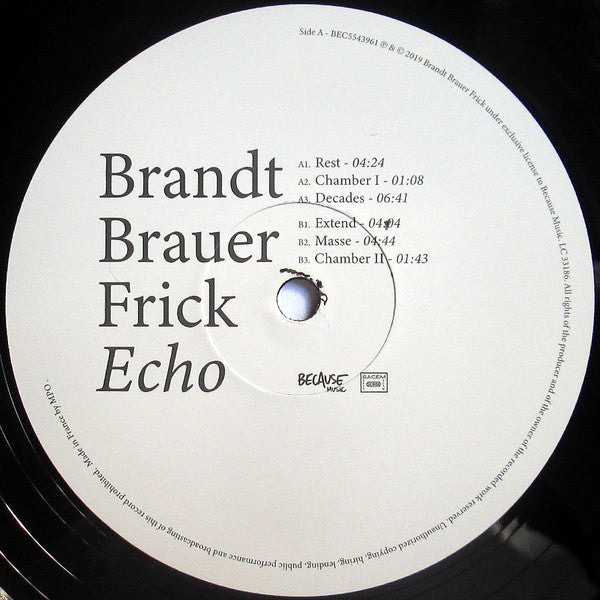 Side A - BEC5543961 ℗ & © 2019 Brandt Brauer Frick under exclusive license to Because Music. LC 33186. All rights of the producer and of the owner of the recorded work reserved. Unauthorized copying, hiring, lending, public performance and broadcasting of this record prohibited. Made in France by MPO.
Brandt
Brauer
Frick
Echo
A1. Rest - 04:24
A2. Chamber I - 01:08
A3. Decades - 06:41
B1. Extend - 04:04
B2. Masse - 04:44
B3. Chamber II - 01:43
BECAUSE
MUSIC
SACEM